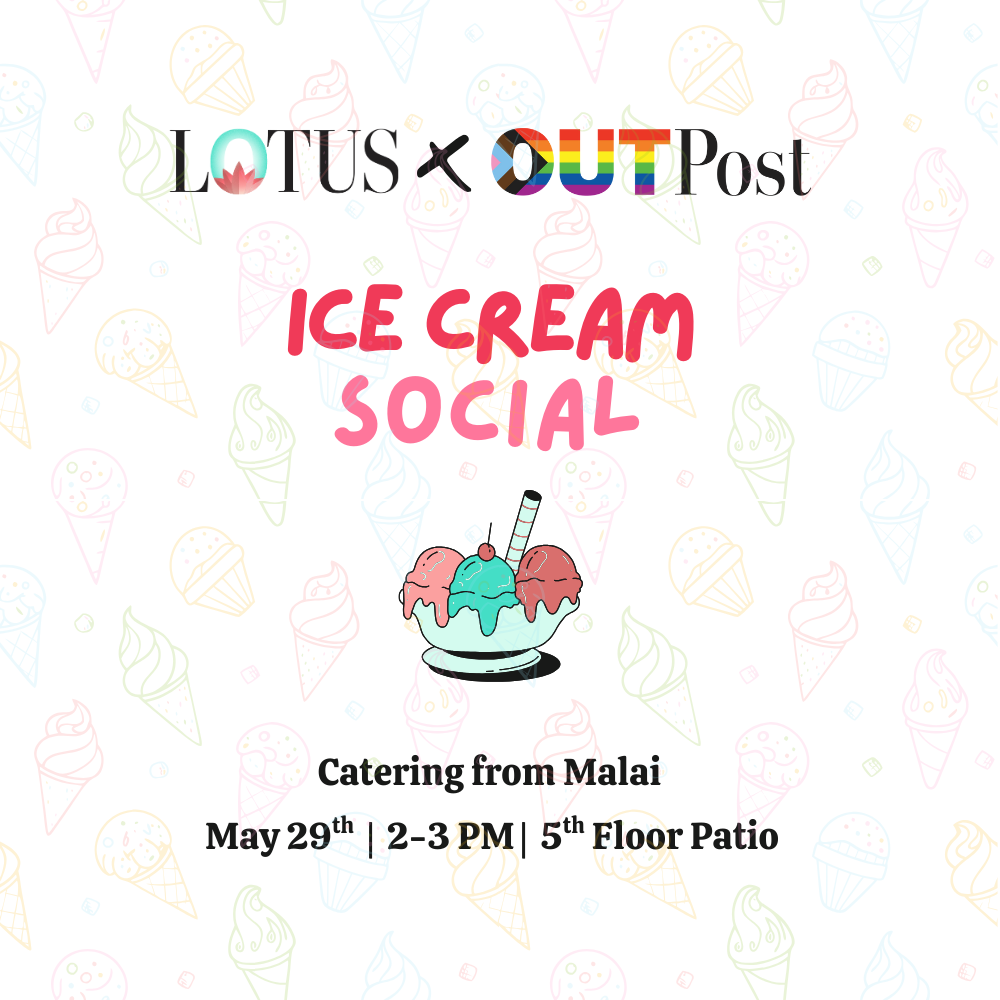 LOTUS x OUTPost
ICE CREAM
SOCIAL
Catering from Malai
May 29th | 2-3 PM| 5th Floor Patio